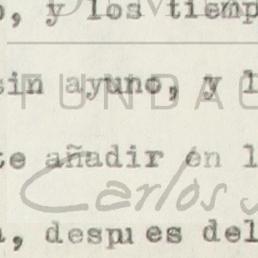 , y los tiemp
sin ayuno, y l
FUNDAC
te añadir en l
Carlos
, despues del